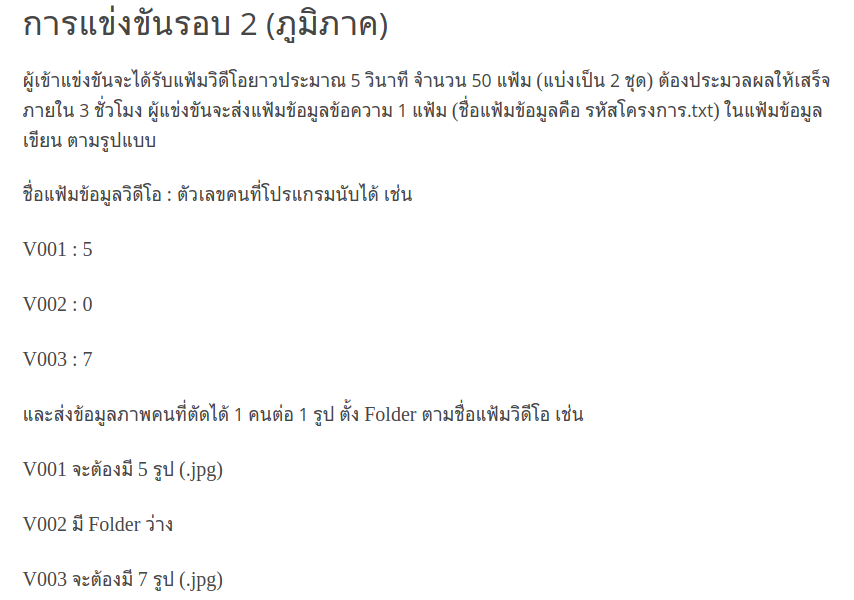 การแข่งขันรอบ 2 (ภูมิภาค)
ผู้เข้าแข่งขันจะได้รับแฟ้มวิดีโอยาวประมาณ 5 วินาที จำนวน 50 แฟ้ม (แบ่งเป็น 2 ชุด) ต้องประมวลผลให้เสร็จ
ภายใน 3 ชั่วโมง ผู้แข่งขันจะส่งแฟ้มข้อมูลข้อความ 1 แฟ้ม (ชื่อแฟ้มข้อมูลคือ รหัสโครงการ.txt) ในแฟ้มข้อมูล
เขียน ตามรูปแบบ
ชื่อแฟ้มข้อมูลวิดีโอ : ตัวเลขคนที่โปรแกรมนับได้ เช่น
V001 : 5
V002 : 0
V003 : 7
และส่งข้อมูลภาพคนที่ตัดได้ 1 คนต่อ 1 รูป ตั้ง Folder ตามชื่อแฟ้มวิดีโอ เช่น
V001 จะต้องมี 5 รูป (.jpg)
V002 มี Folder ว่าง
V003 จะต้องมี 7 รูป (.jpg)